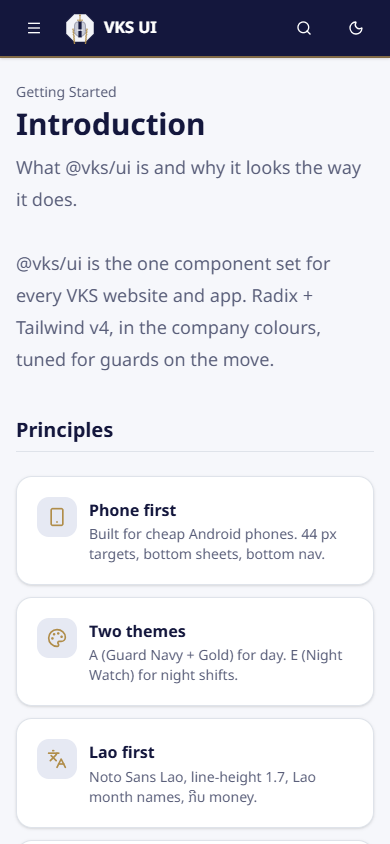 VKS UI
Getting Started
Introduction
What @vks/ui is and why it looks the way
it does.
@vks/ui is the one component set for
every VKS website and app. Radix +
Tailwind v4, in the company colours,
tuned for guards on the move.
Principles
Phone first
Built for cheap Android phones. 44 px
targets, bottom sheets, bottom nav.
Two themes
A (Guard Navy + Gold) for day. E (Night
Watch) for night shifts.
Lao first
Noto Sans Lao, line-height 1.7, Lao
month names, ກີບ money.